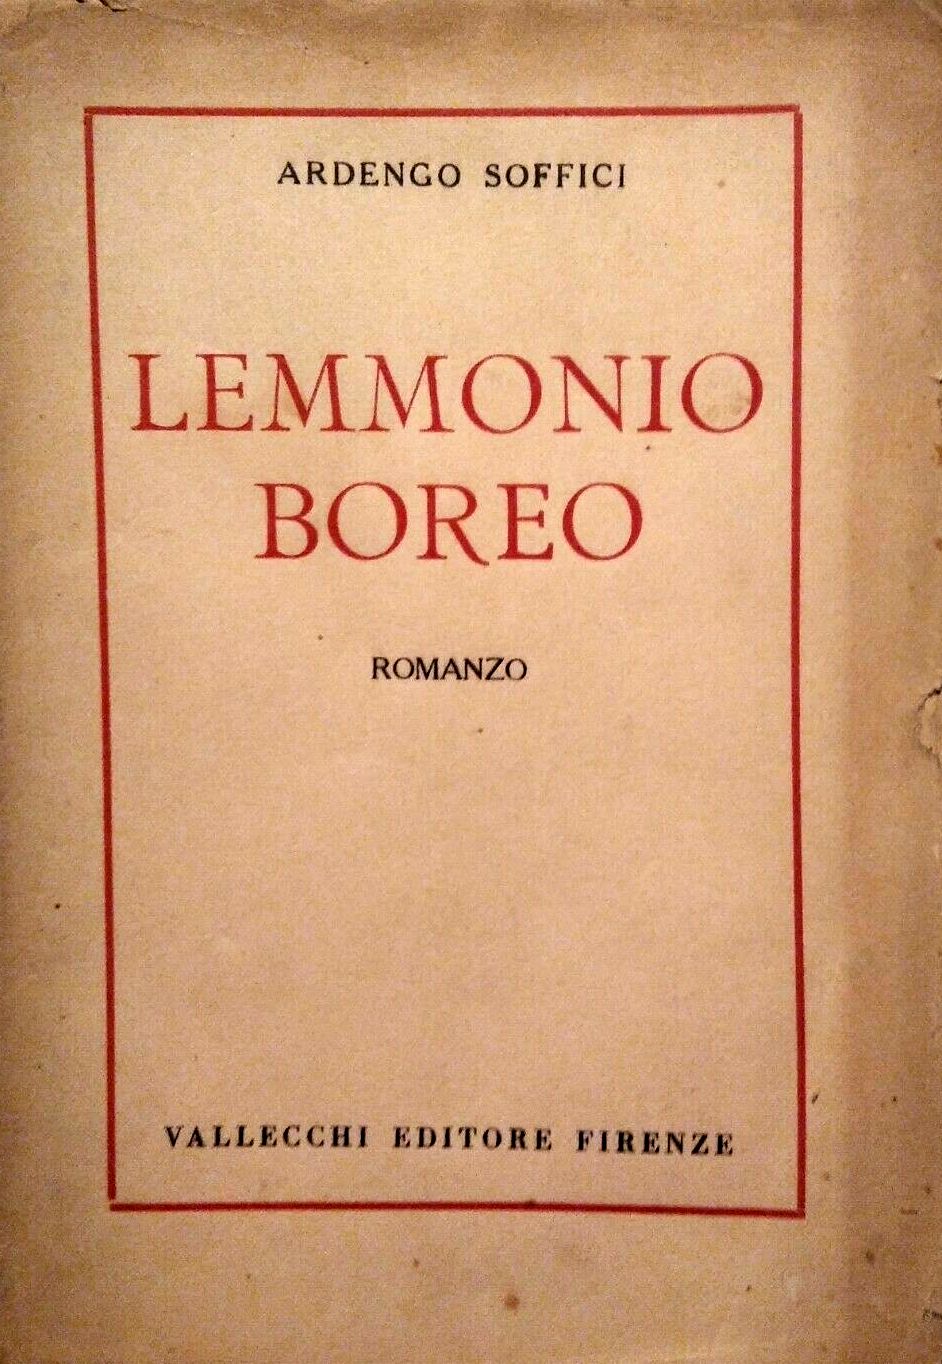 ARDENGO SOFFICI
LEMMONIO
BOREO
ROMANZO
VALLECCHI EDITORE FIRENZE